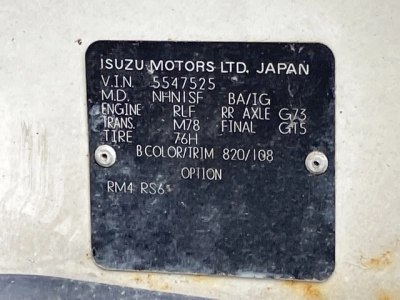 ISUZU MOTORS LTD. JAPAN
V.I.N. 5547525
M.D. NHNISF BA/IG
ENGINE RLF RR AXLE G73
TRANS. M78 FINAL GT5
TIRE 76H
B COLOR/TRIM 820/108
OPTION
RM4 RS6